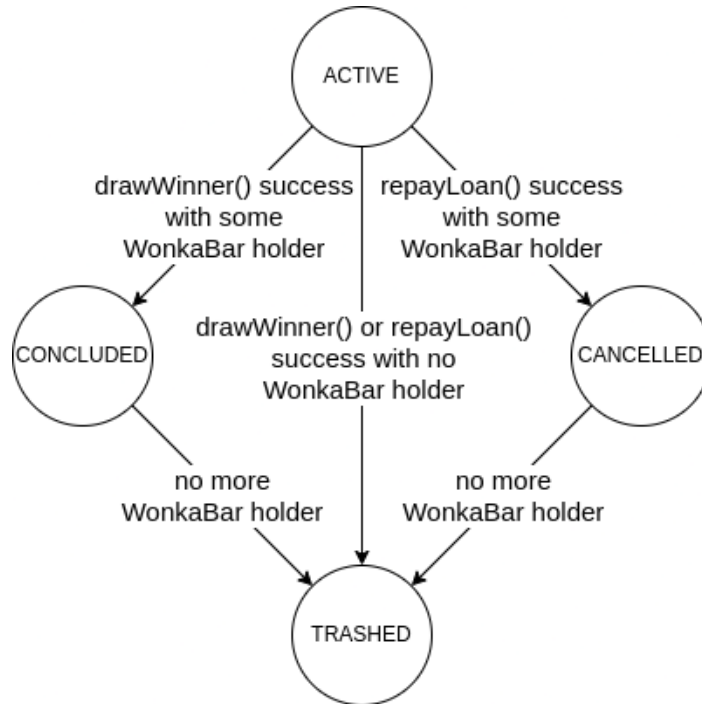 ACTIVE
drawWinner() success
with some
WonkaBar holder
repayLoan() success
with some
WonkaBar holder
CONCLUDED
drawWinner() or repayLoan()
success with no
WonkaBar holder
CANCELLED
no more
WonkaBar holder
no more
WonkaBar holder
TRASHED